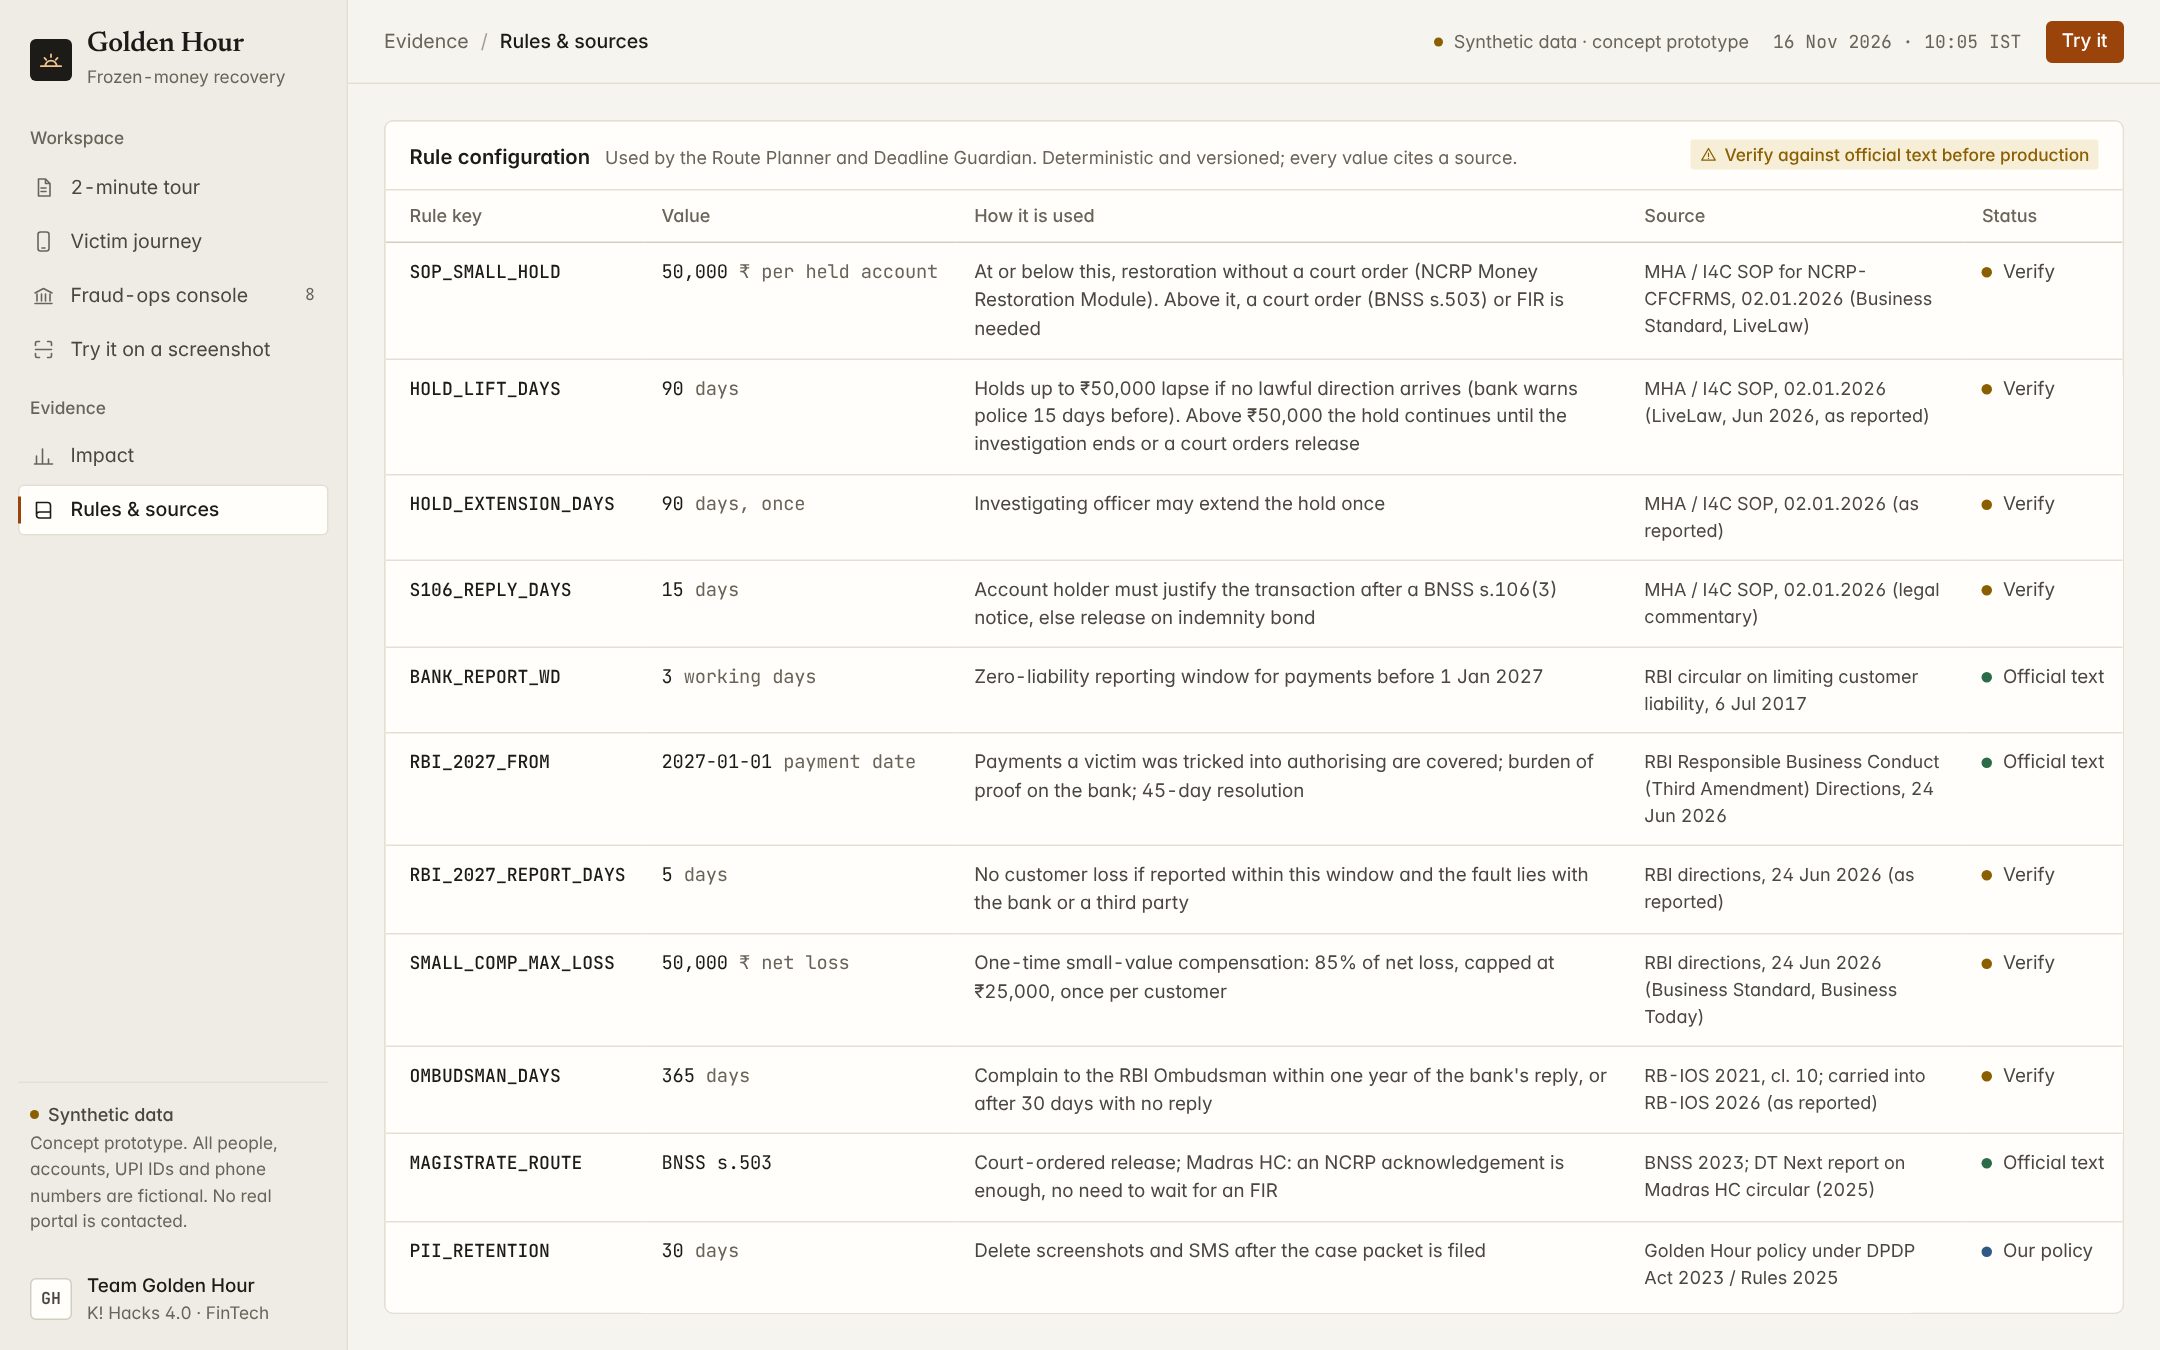 Golden Hour
Frozen-money recovery
Workspace
2-minute tour
Victim journey
Fraud-ops console 8
Try it on a screenshot
Evidence
Impact
Rules & sources
Synthetic data
Concept prototype. All people,
accounts, UPI IDs and phone
numbers are fictional. No real
portal is contacted.
GH
Team Golden Hour
K! Hacks 4.0 · FinTech
Evidence / Rules & sources
Synthetic data · concept prototype
16 Nov 2026 · 10:05 IST
Try it
Rule configuration Used by the Route Planner and Deadline Guardian. Deterministic and versioned; every value cites a source.
Verify against official text before production
Rule key Value How it is used Source Status
SOP_SMALL_HOLD
50,000 ₹ per held account
At or below this, restoration without a court order (NCRP Money
Restoration Module). Above it, a court order (BNSS s.503) or FIR is
needed
MHA / I4C SOP for NCRP-
CFCFRMS, 02.01.2026 (Business
Standard, LiveLaw)
Verify
HOLD_LIFT_DAYS
90 days
Holds up to ₹50,000 lapse if no lawful direction arrives (bank warns
police 15 days before). Above ₹50,000 the hold continues until the
investigation ends or a court orders release
MHA / I4C SOP, 02.01.2026
(LiveLaw, Jun 2026, as reported)
Verify
HOLD_EXTENSION_DAYS
90 days, once
Investigating officer may extend the hold once
MHA / I4C SOP, 02.01.2026 (as
reported)
Verify
S106_REPLY_DAYS
15 days
Account holder must justify the transaction after a BNSS s.106(3)
notice, else release on indemnity bond
MHA / I4C SOP, 02.01.2026 (legal
commentary)
Verify
BANK_REPORT_WD
3 working days
Zero-liability reporting window for payments before 1 Jan 2027
RBI circular on limiting customer
liability, 6 Jul 2017
Official text
RBI_2027_FROM
2027-01-01 payment date
Payments a victim was tricked into authorising are covered; burden of
proof on the bank; 45-day resolution
RBI Responsible Business Conduct
(Third Amendment) Directions, 24
Jun 2026
Official text
RBI_2027_REPORT_DAYS
5 days
No customer loss if reported within this window and the fault lies with
the bank or a third party
RBI directions, 24 Jun 2026 (as
reported)
Verify
SMALL_COMP_MAX_LOSS
50,000 ₹ net loss
One-time small-value compensation: 85% of net loss, capped at
₹25,000, once per customer
RBI directions, 24 Jun 2026
(Business Standard, Business
Today)
Verify
OMBUDSMAN_DAYS
365 days
Complain to the RBI Ombudsman within one year of the bank's reply, or
after 30 days with no reply
RB-IOS 2021, cl. 10; carried into
RB-IOS 2026 (as reported)
Verify
MAGISTRATE_ROUTE
BNSS s.503
Court-ordered release; Madras HC: an NCRP acknowledgement is
enough, no need to wait for an FIR
BNSS 2023; DT Next report on
Madras HC circular (2025)
Official text
PII_RETENTION
30 days
Delete screenshots and SMS after the case packet is filed
Golden Hour policy under DPDP
Act 2023 / Rules 2025
Our policy